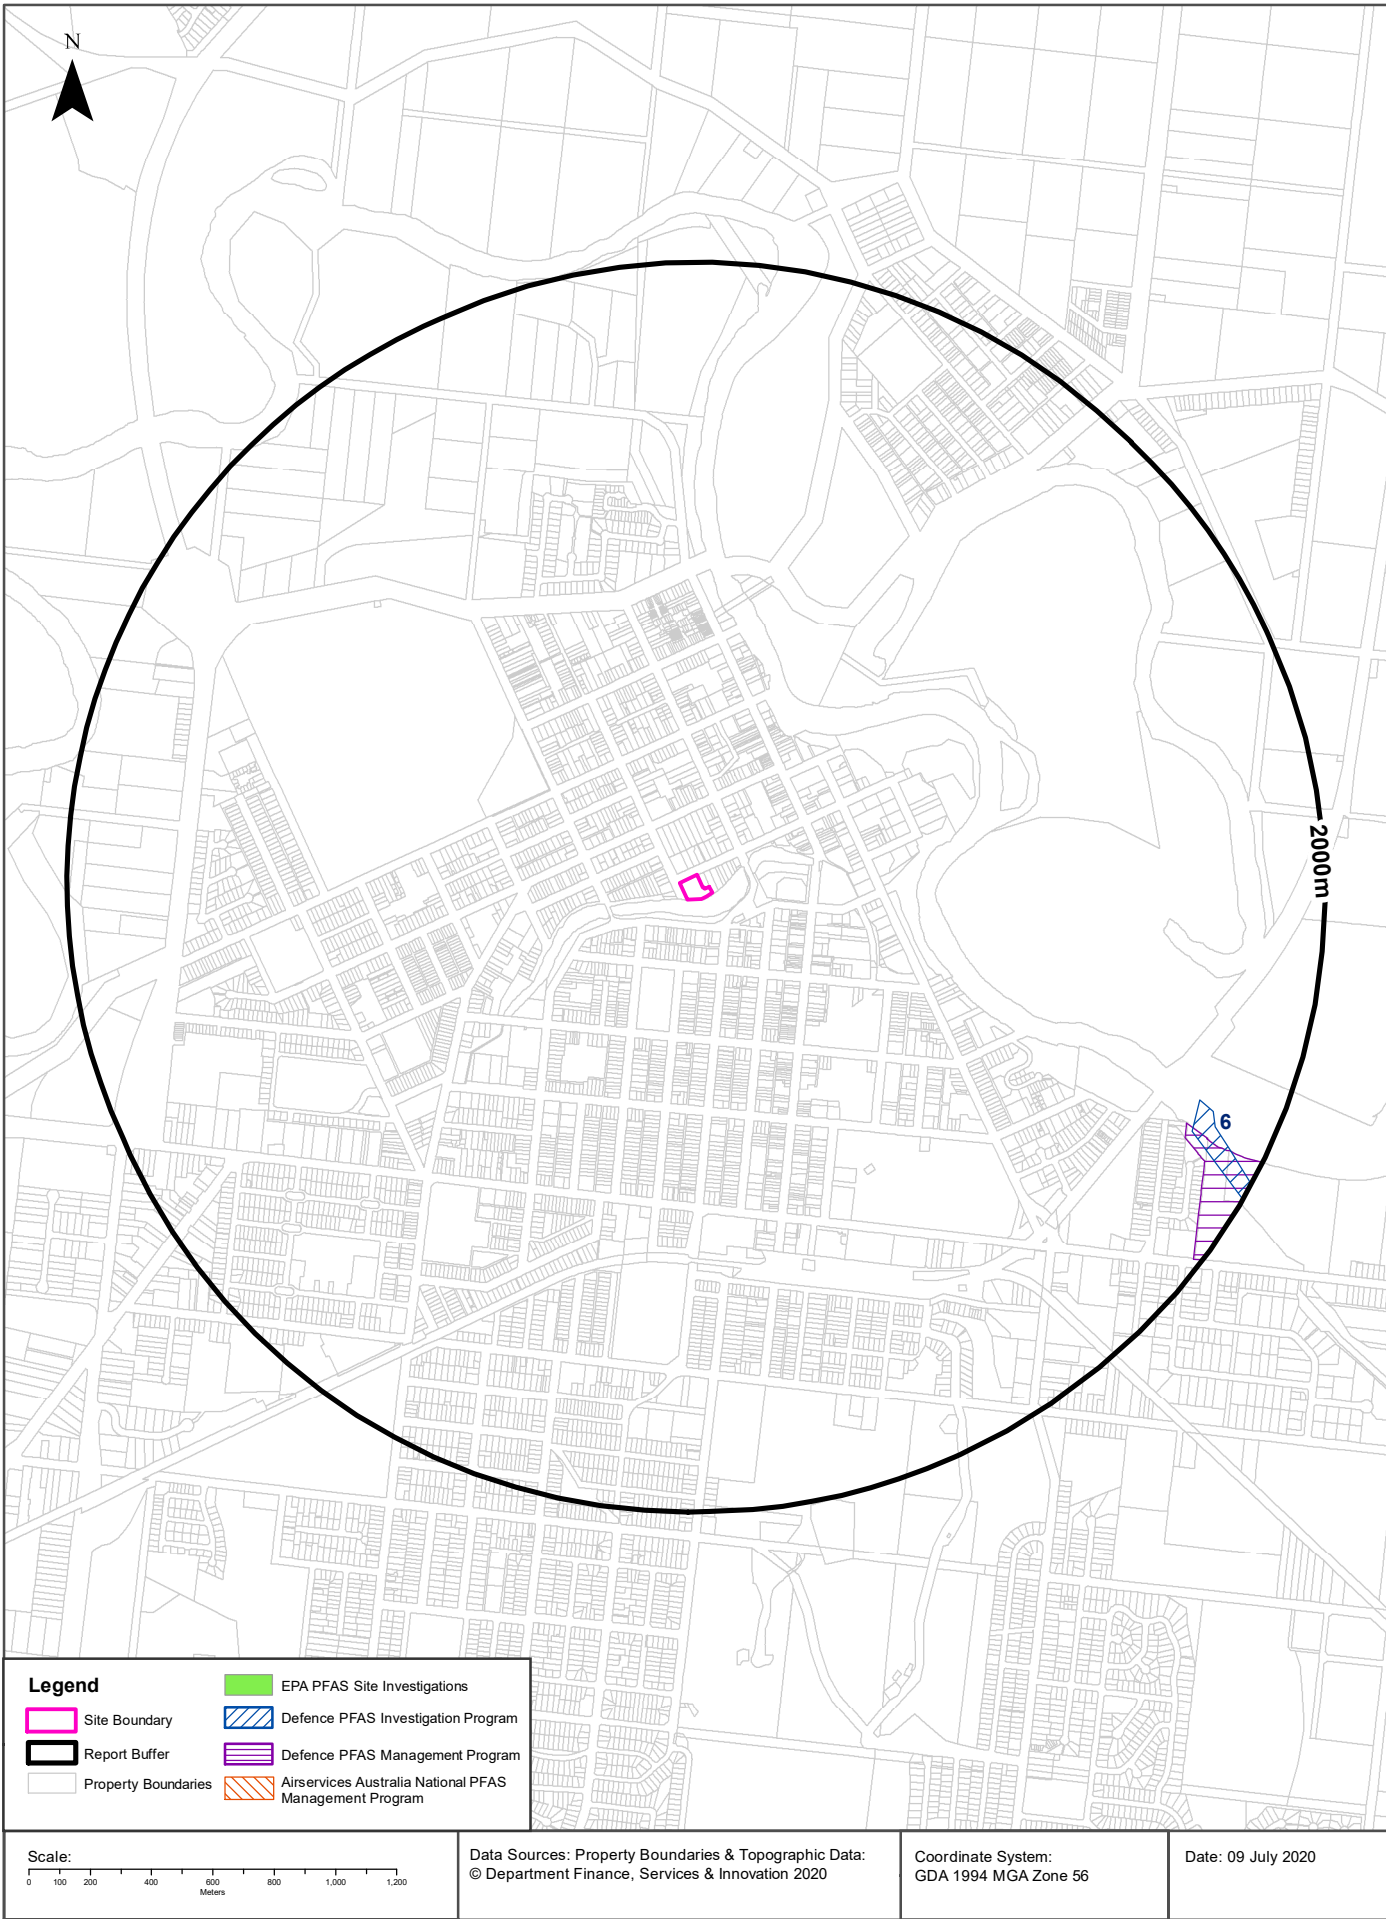 N
2000m
6
Legend
Site Boundary
Report Buffer
Property Boundaries
EPA PFAS Site Investigations
Defence PFAS Investigation Program
Defence PFAS Management Program
Airservices Australia National PFAS
Management Program
Scale:
0 100 200 400 600 800 1,000 1,200
Meters
Data Sources: Property Boundaries & Topographic Data:
© Department Finance, Services & Innovation 2020
Coordinate System:
GDA 1994 MGA Zone 56
Date: 09 July 2020